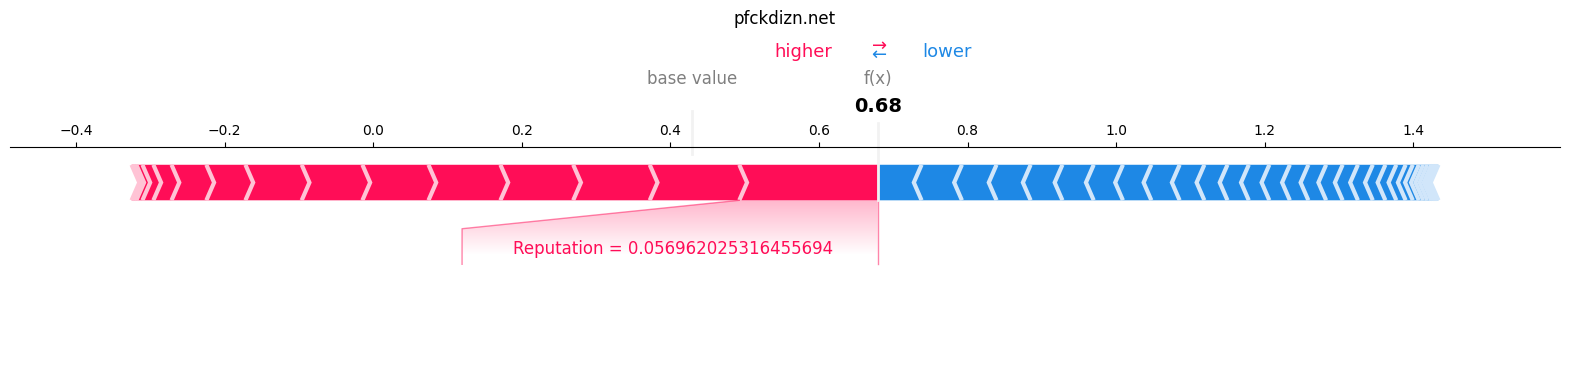 pfckdizn.net
higher ⇄ lower
base value f(x)
0.68
−0.4 −0.2 0.0 0.2 0.4 0.6 0.8 1.0 1.2 1.4
Reputation = 0.056962025316455694